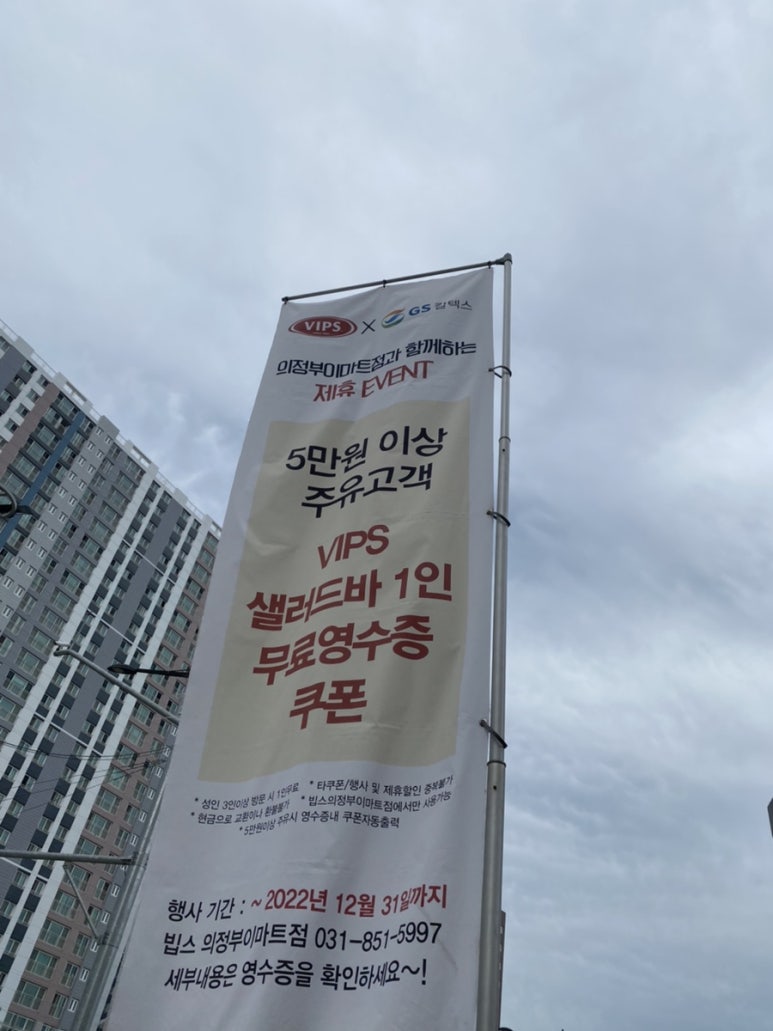 VIPS X GS 칼텍스
의정부이마트점과 함께하는
제휴 EVENT
5만원 이상
주유고객
VIPS
샐러드바 1인
무료영수증
쿠폰
* 성인 3인이상 방문 시 1인무료 * 타쿠폰/행사 및 제휴할인 중복불가
* 현금으로 교환이나 환불불가 * 빕스의정부이마트점에서만 사용가능
* 5만원이상 주유시 영수증내 쿠폰자동출력
행사 기간 : ~ 2022년 12월 31일까지
빕스 의정부이마트점 031-851-5997
세부내용은 영수증을 확인하세요~!